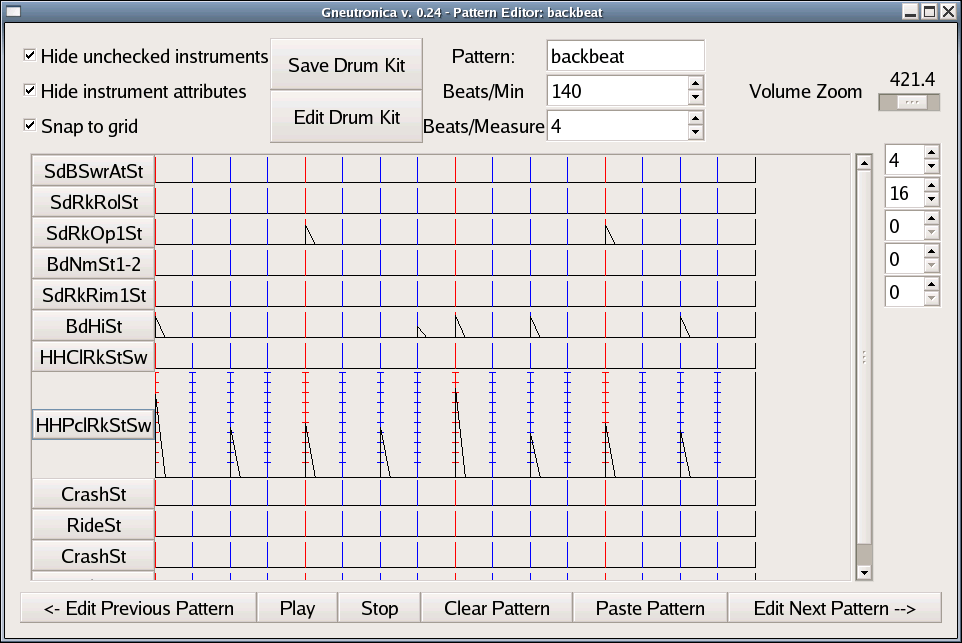 Gneutronica v. 0.24 - Pattern Editor: backbeat
Hide unchecked instruments
Hide instrument attributes
Snap to grid
Save Drum Kit
Edit Drum Kit
Pattern: backbeat
Beats/Min 140
Beats/Measure 4
Volume Zoom 421.4
4
16
0
0
0
SdBSwrAtSt
SdRkRolSt
SdRkOp1St
BdNmSt1-2
SdRkRim1St
BdHiSt
HHClRkStSw
HHPclRkStSw
CrashSt
RideSt
CrashSt
<- Edit Previous Pattern Play Stop Clear Pattern Paste Pattern Edit Next Pattern -->